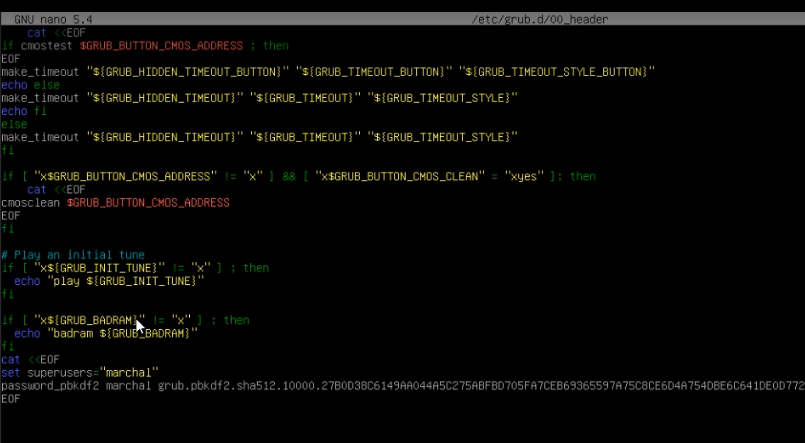 GNU nano 5.4 /etc/grub.d/00_header
cat <<EOF
if cmostest $GRUB_BUTTON_CMOS_ADDRESS ; then
EOF
make_timeout "${GRUB_HIDDEN_TIMEOUT_BUTTON}" "${GRUB_TIMEOUT_BUTTON}" "${GRUB_TIMEOUT_STYLE_BUTTON}"
echo else
make_timeout "${GRUB_HIDDEN_TIMEOUT}" "${GRUB_TIMEOUT}" "${GRUB_TIMEOUT_STYLE}"
echo fi
else
make_timeout "${GRUB_HIDDEN_TIMEOUT}" "${GRUB_TIMEOUT}" "${GRUB_TIMEOUT_STYLE}"
fi
if [ "x$GRUB_BUTTON_CMOS_ADDRESS" != "x" ] && [ "x$GRUB_BUTTON_CMOS_CLEAN" = "xyes" ]; then
cat <<EOF
cmosclean $GRUB_BUTTON_CMOS_ADDRESS
EOF
fi
# Play an initial tune
if [ "x${GRUB_INIT_TUNE}" != "x" ] ; then
echo "play ${GRUB_INIT_TUNE}"
fi
if [ "x${GRUB_BADRAM}" != "x" ] ; then
echo "badram ${GRUB_BADRAM}"
fi
cat <<EOF
set superusers="marchal"
password_pbkdf2 marchal grub.pbkdf2.sha512.10000.27B0D38C6149AA044A5C275ABFBD705FA7CEB69365597A75C8CE6D4A754DBE6C641DE0D772
EOF